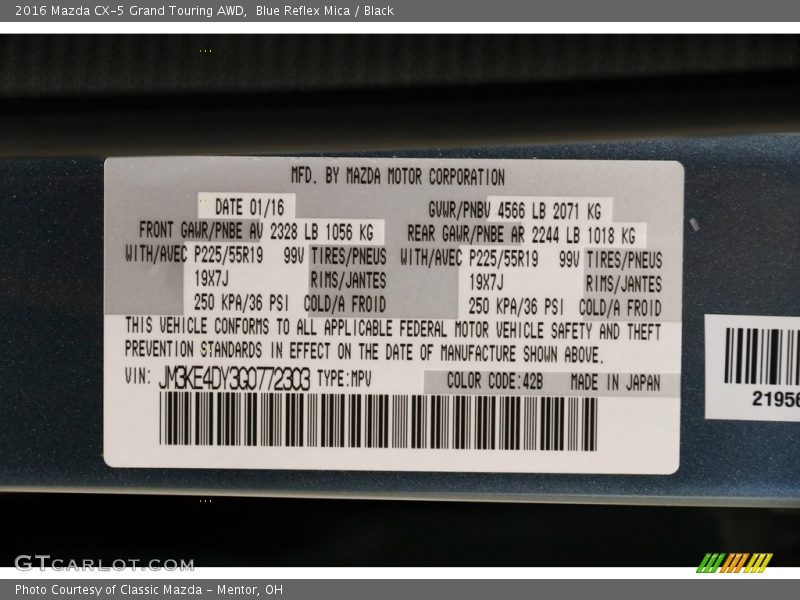 2016 Mazda CX-5 Grand Touring AWD,  Blue Reflex Mica / Black
MFD. BY MAZDA MOTOR CORPORATION
DATE 01/16
GVWR/PNBV 4566 LB 2071 KG
FRONT GAWR/PNBE AV 2328 LB 1056 KG
REAR GAWR/PNBE AR 2244 LB 1018 KG
WITH/AVEC P225/55R19 99V TIRES/PNEUS
WITH/AVEC P225/55R19 99V TIRES/PNEUS
19X7J RIMS/JANTES
19X7J RIMS/JANTES
250 KPA/36 PSI COLD/A FROID
250 KPA/36 PSI COLD/A FROID
THIS VEHICLE CONFORMS TO ALL APPLICABLE FEDERAL MOTOR VEHICLE SAFETY AND THEFT
PREVENTION STANDARDS IN EFFECT ON THE DATE OF MANUFACTURE SHOWN ABOVE.
VIN: JM3KE4DY3G0772303 TYPE:MPV
COLOR CODE:42B MADE IN JAPAN
21956
GTCARLOT.COM
Photo Courtesy of Classic Mazda - Mentor, OH